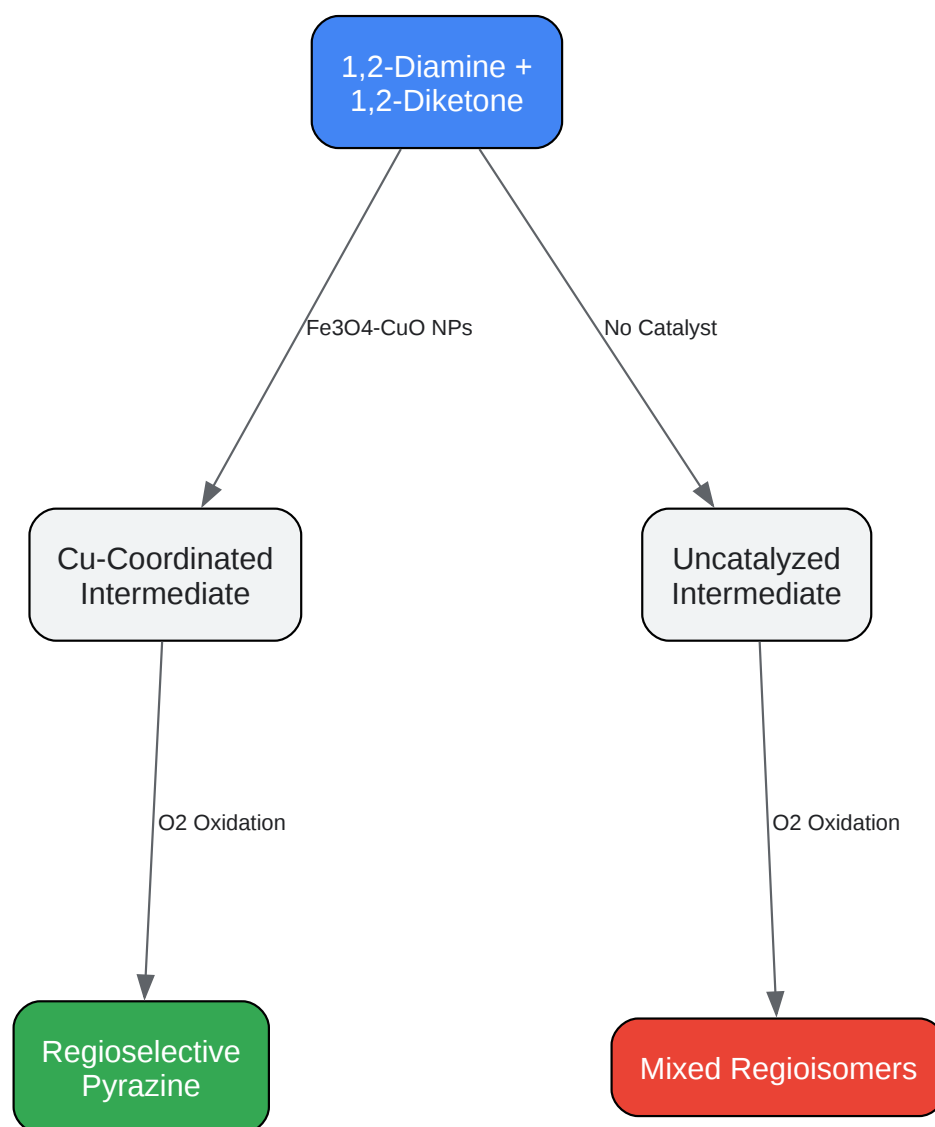 1,2-Diamine +
1,2-Diketone
Fe3O4-CuO NPs
No Catalyst
Cu-Coordinated
Intermediate
Uncatalyzed
Intermediate
O2 Oxidation
O2 Oxidation
Regioselective
Pyrazine
Mixed Regioisomers